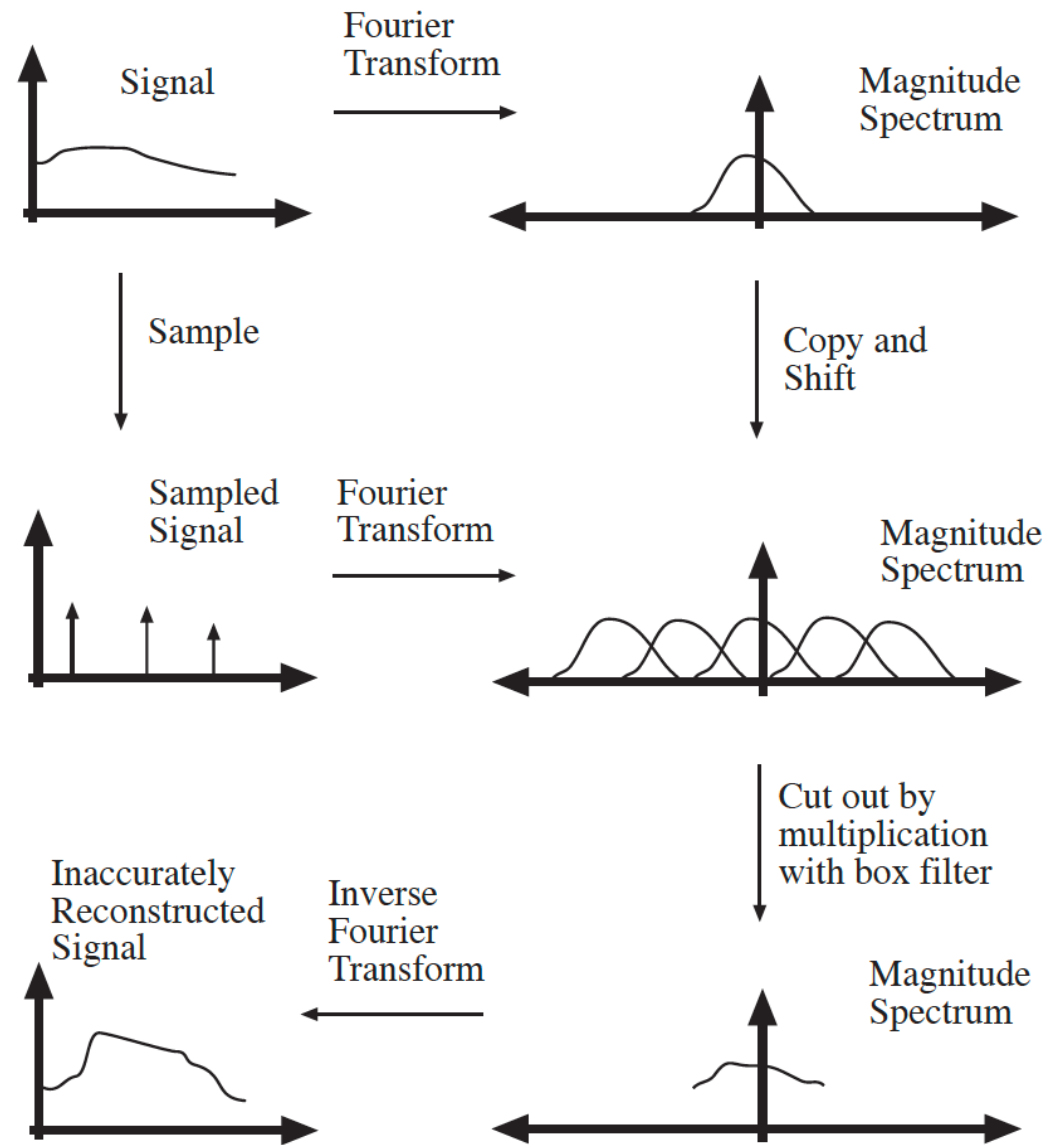 Signal
Fourier
Transform
Magnitude
Spectrum
Sample
Copy and
Shift
Sampled
Signal
Fourier
Transform
Magnitude
Spectrum
Cut out by
multiplication
with box filter
Inaccurately
Reconstructed
Signal
Inverse
Fourier
Transform
Magnitude
Spectrum